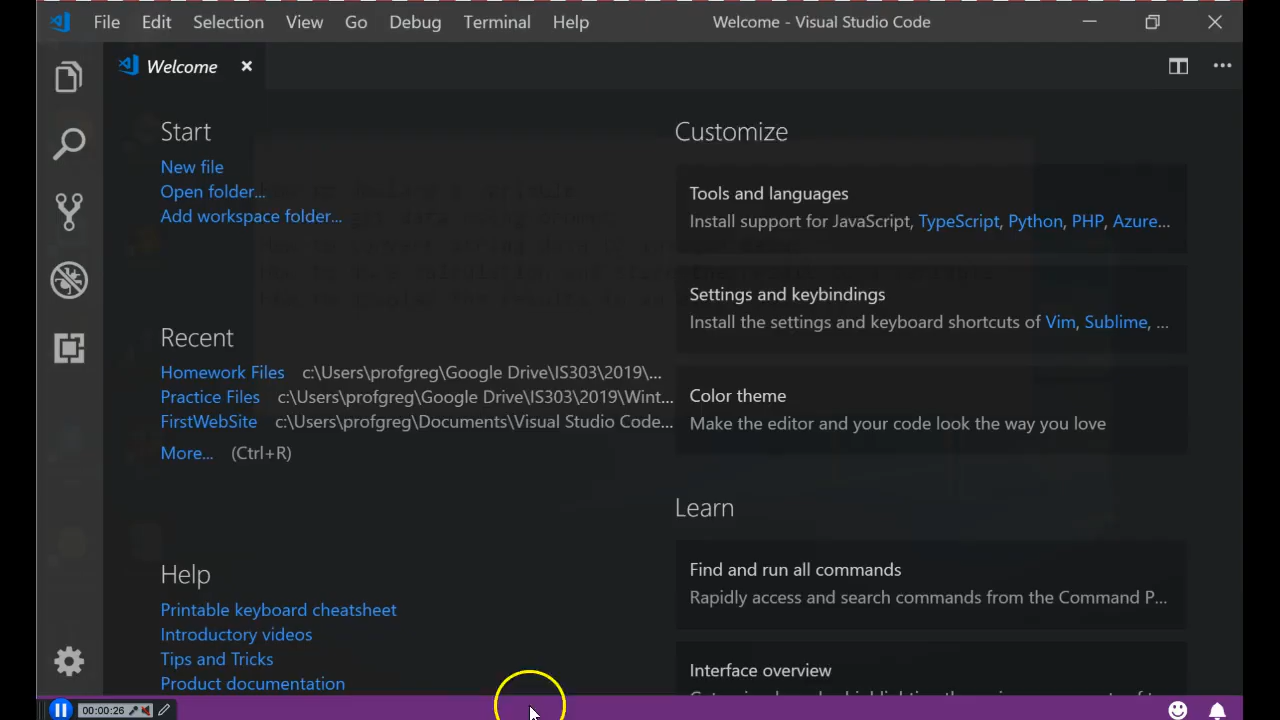 File Edit Selection View Go Debug Terminal Help Welcome - Visual Studio Code
Welcome
Start
New file
Open folder...
Add workspace folder...
Recent
Homework Files c:\Users\profgreg\Google Drive\IS303\2019\...
Practice Files c:\Users\profgreg\Google Drive\IS303\2019\Wint...
FirstWebSite c:\Users\profgreg\Documents\Visual Studio Code...
More... (Ctrl+R)
Help
Printable keyboard cheatsheet
Introductory videos
Tips and Tricks
Product documentation
Customize
Tools and languages
Install support for JavaScript, TypeScript, Python, PHP, Azure...
Settings and keybindings
Install the settings and keyboard shortcuts of Vim, Sublime, ...
Color theme
Make the editor and your code look the way you love
Learn
Find and run all commands
Rapidly access and search commands from the Command P...
Interface overview
00:00:26